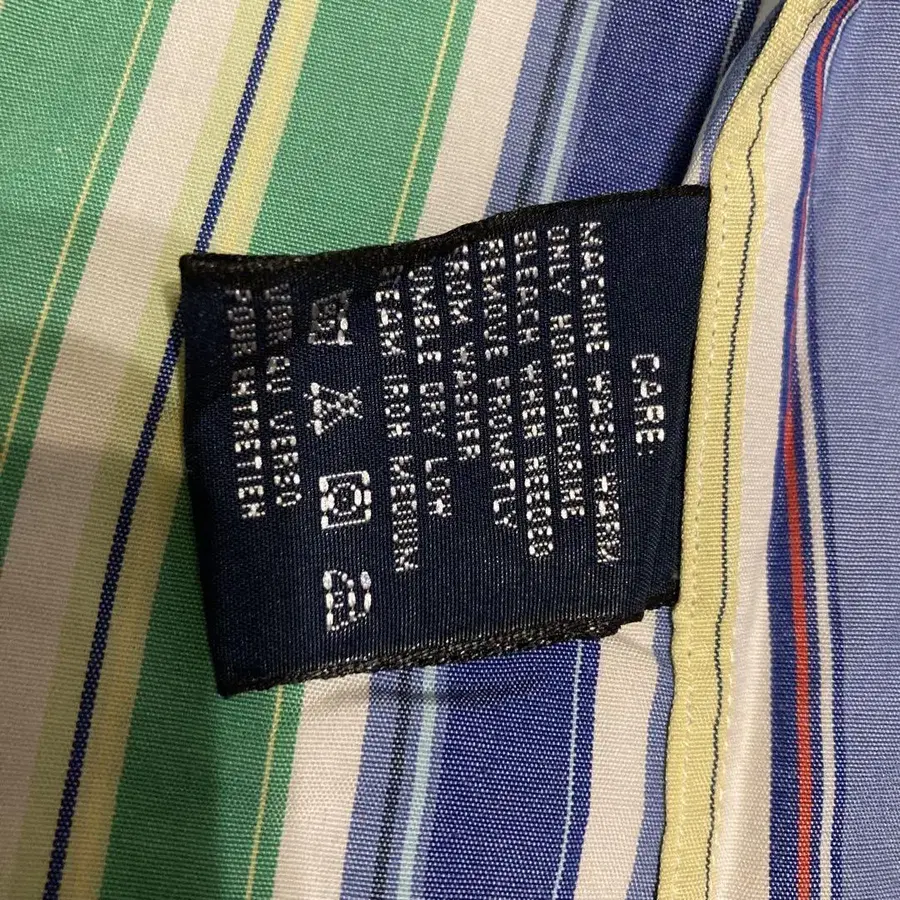 CARE:
MACHINE WASH WARM
ONLY NON-CHLORINE
BLEACH WHEN NEEDED
REMOVE PROMPTLY
FROM WASHER
TUMBLE DRY LOW
STEAM IRON MEDIUM
VOIR AU VERSO
POUR ENTRETIEN